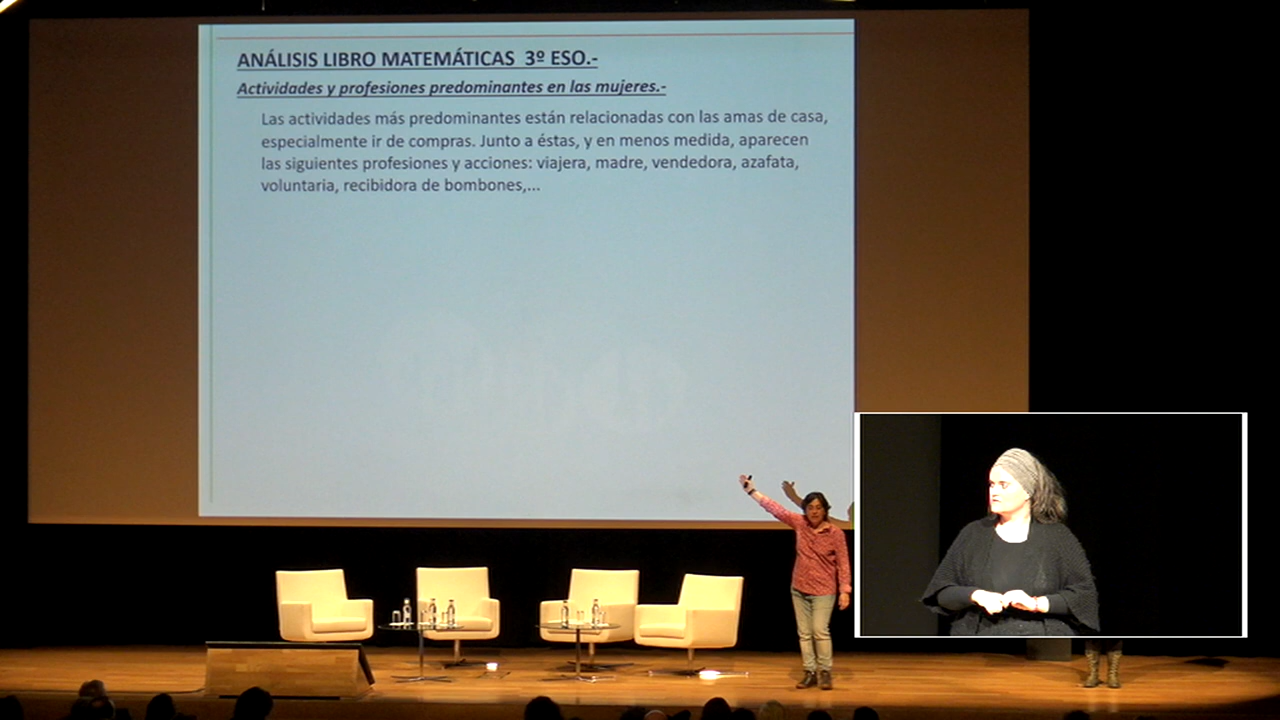 ANÁLISIS LIBRO MATEMÁTICAS 3º ESO.-
Actividades y profesiones predominantes en las mujeres.-
Las actividades más predominantes están relacionadas con las amas de casa,
especialmente ir de compras. Junto a éstas, y en menos medida, aparecen
las siguientes profesiones y acciones: viajera, madre, vendedora, azafata,
voluntaria, recibidora de bombones,...